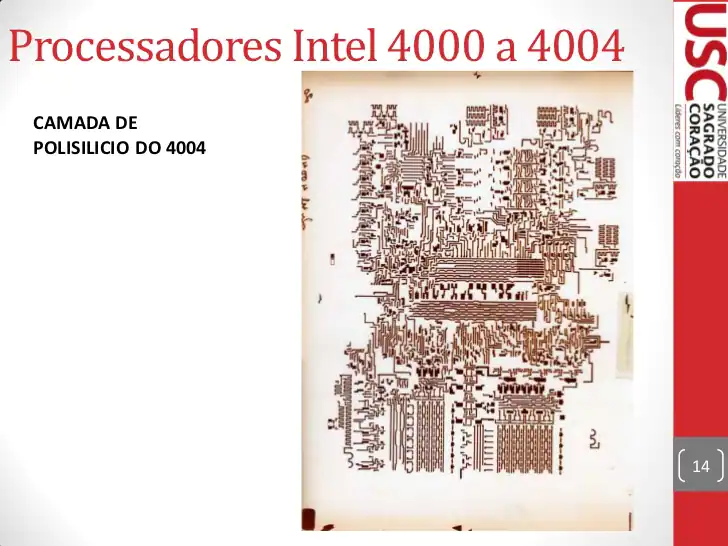 Processadores Intel 4000 a 4004
CAMADA DE
POLISILICIO DO 4004
USC
UNIVERSIDADE
SAGRADO
CORAÇÃO
Líderes com coração
14